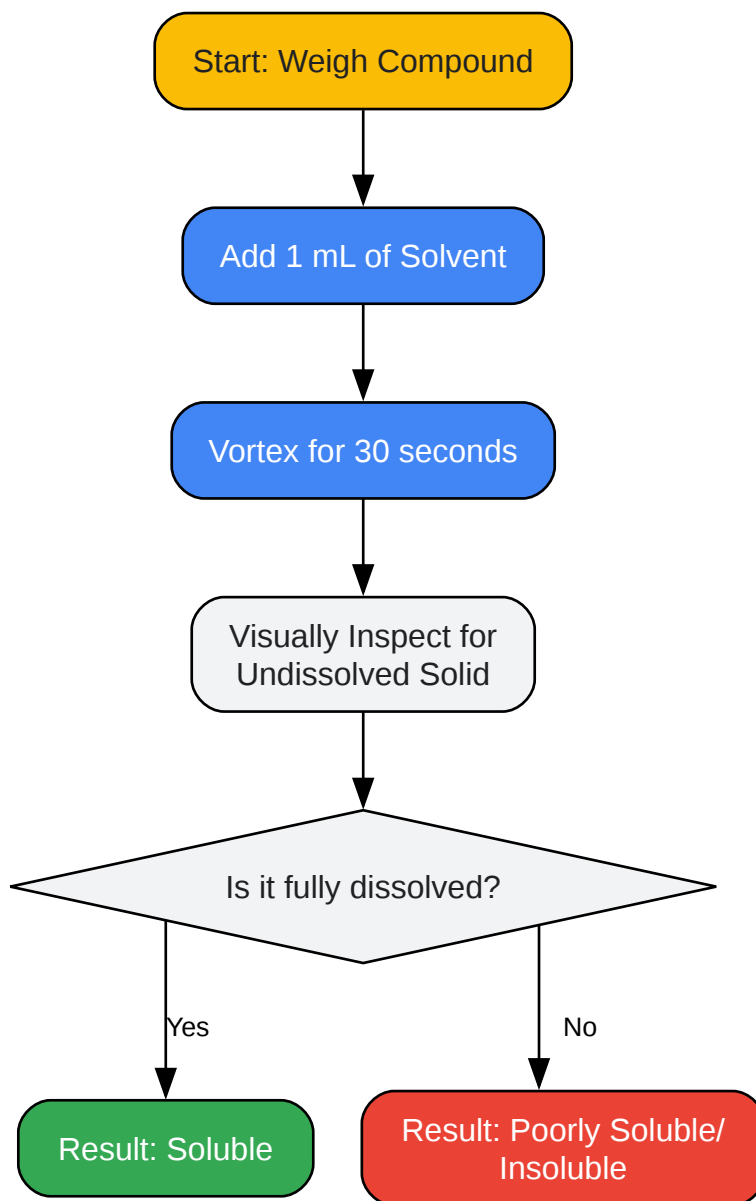 Start: Weigh Compound
Add 1 mL of Solvent
Vortex for 30 seconds
Visually Inspect for
Undissolved Solid
Is it fully dissolved?
Yes
No
Result: Soluble
Result: Poorly Soluble/
Insoluble